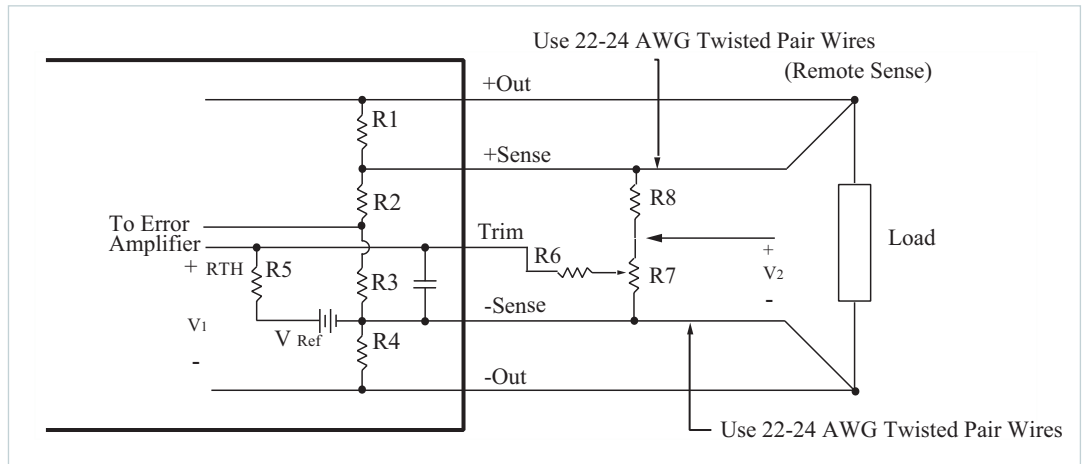 Use 22-24 AWG Twisted Pair Wires
(Remote Sense)
+Out
R1
+Sense
R2
R8
To Error
Amplifier
Trim
R6
+
RTH
R5
R3
R7
+
V2
-
Load
V1
-
V Ref
R4
-Sense
-Out
Use 22-24 AWG Twisted Pair Wires